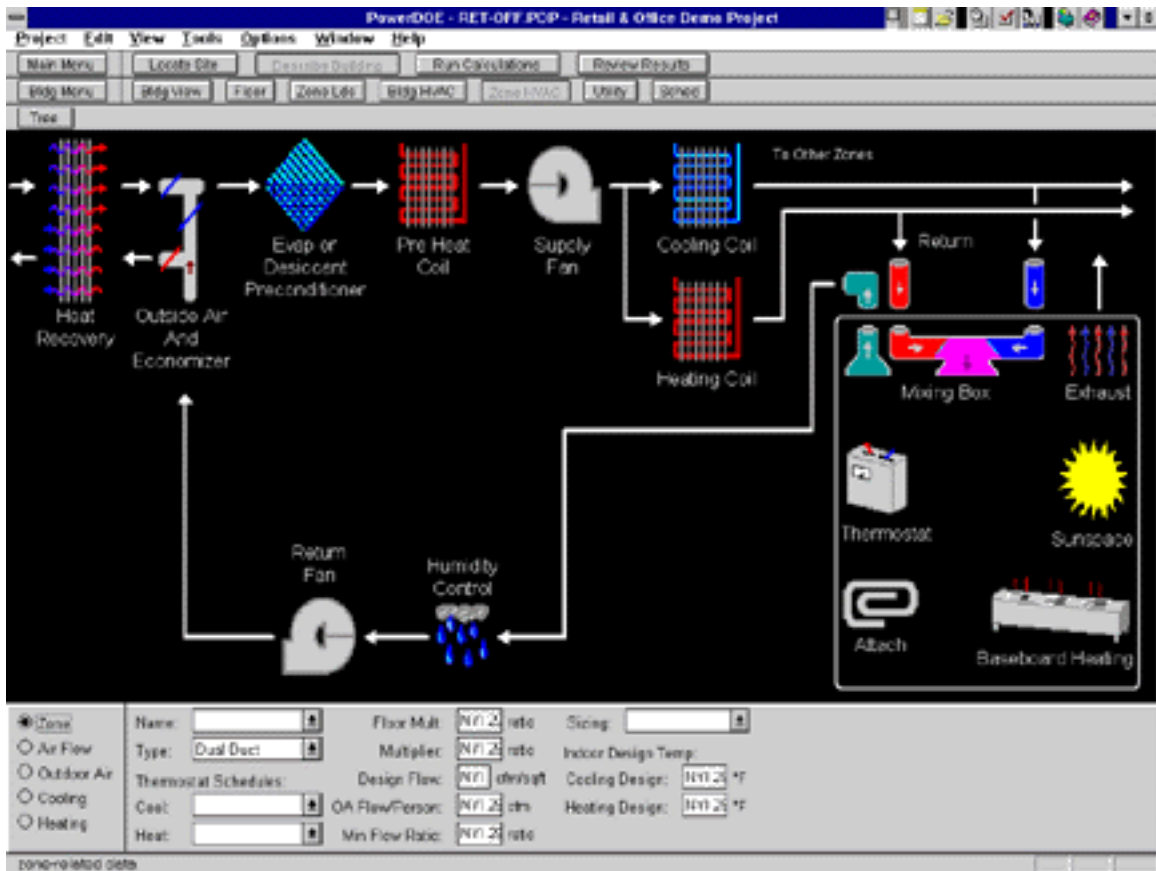 PowerDOE - RET-OFF.PDP - Retail & Office Demo Project
Project Edit View Tools Options Window Help
Main Menu Locate Site Describe Building Run Calculations Review Results
Bldg Menu Bldg View Floor Zone Lds Bldg HVAC Zone HVAC Utility Sched
Tree
To Other Zones
Return
Evap or
Desiccent
Preconditioner
Pre Heat
Coil
Supply
Fan
Cooling Coil
Heat
Recovery
Outside Air
And
Economizer
Heating Coil
Mixing Box
Exhaust
Thermostat
Sunspace
Return
Fan
Humidity
Control
Attach
Baseboard Heating
Zone
Air Flow
Outdoor Air
Cooling
Heating
Name:
Type: Dual Duct
Thermostat Schedules:
Cool:
Heat:
Floor Mult: ratio
Multiplier: ratio
Design Flow: cfm/sqft
OA Flow/Person: cfm
Min Flow Ratio: ratio
Sizing:
Indoor Design Temp:
Cooling Design: °F
Heating Design: °F
zone-related data